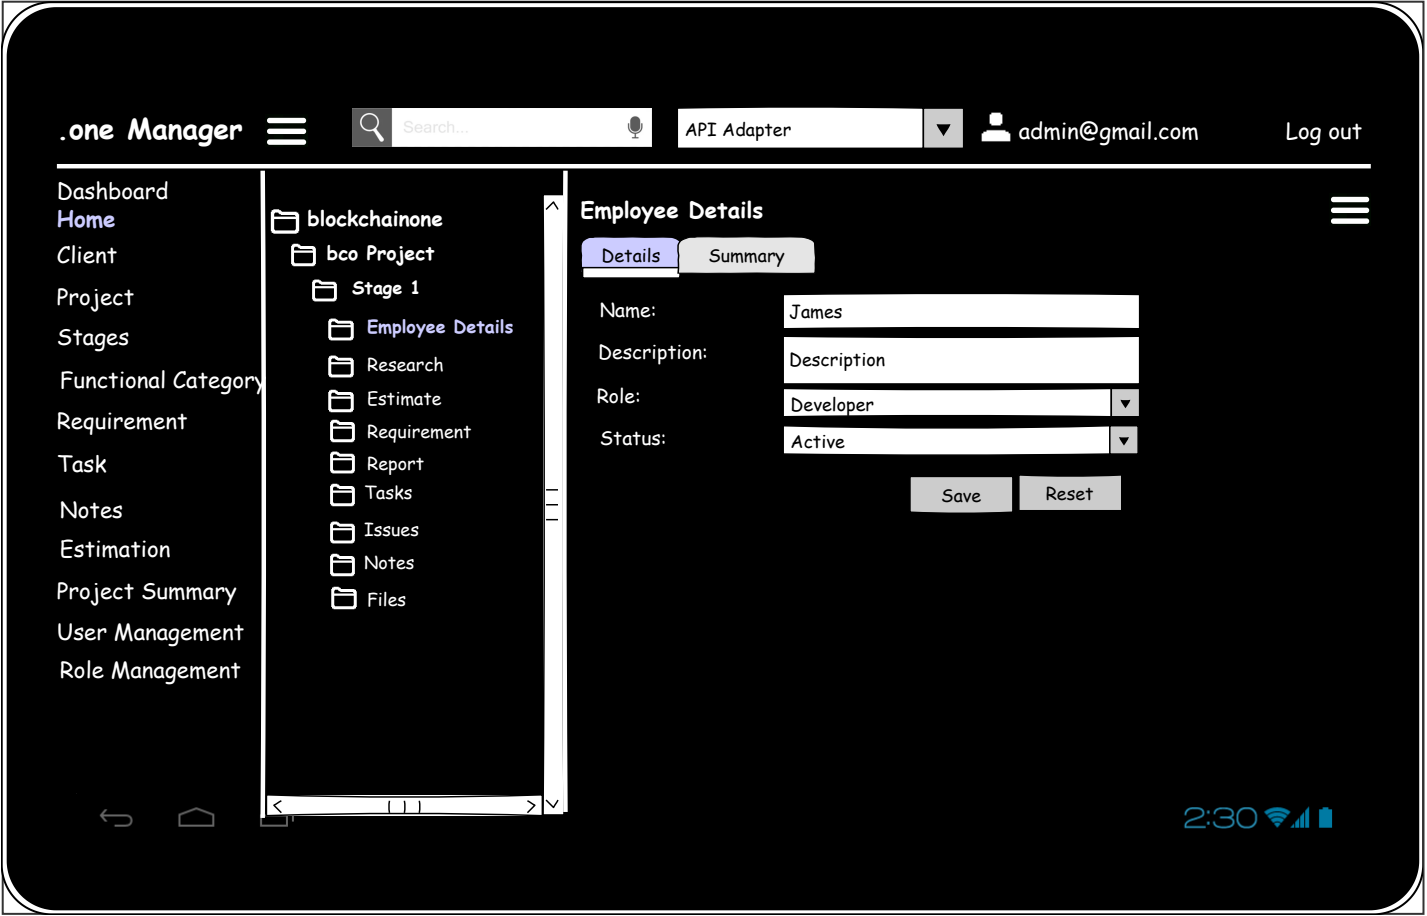 .one Manager
Search...
API Adapter
admin@gmail.com
Log out
Dashboard
Home
Client
Project
Stages
Functional Category
Requirement
Task
Notes
Estimation
Project Summary
User Management
Role Management
blockchainone
bco Project
Stage 1
Employee Details
Research
Estimate
Requirement
Report
Tasks
Issues
Notes
Files
Employee Details
Details
Summary
Name:
James
Description:
Description
Role:
Developer
Status:
Active
Save
Reset
2:30